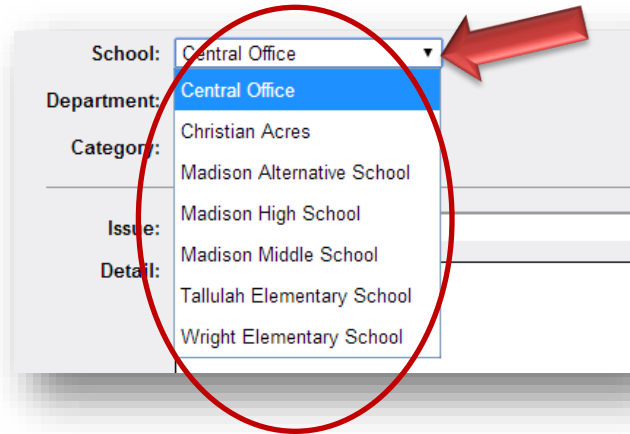 School: Central Office
Department: Central Office
Christian Acres
Category:
Madison Alternative School
Madison High School
Issue:
Madison Middle School
Detail:
Tallulah Elementary School
Wright Elementary School